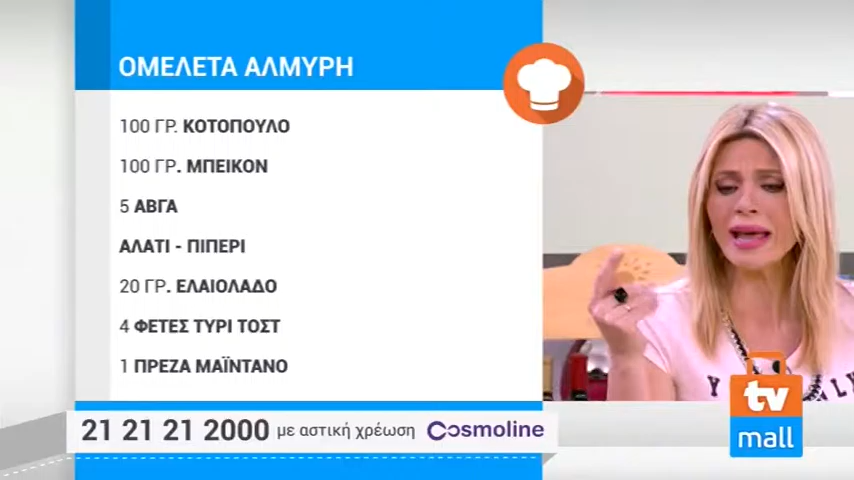 ΟΜΕΛΕΤΑ ΑΛΜΥΡΗ
100 ΓΡ. ΚΟΤΟΠΟΥΛΟ
100 ΓΡ. ΜΠΕΙΚΟΝ
5 ΑΒΓΑ
ΑΛΑΤΙ - ΠΙΠΕΡΙ
20 ΓΡ. ΕΛΑΙΟΛΑΔΟ
4 ΦΕΤΕΣ ΤΥΡΙ ΤΟΣΤ
1 ΠΡΕΖΑ ΜΑΪΝΤΑΝΟ
21 21 21 2000 με αστική χρέωση Cosmoline
tv
mall